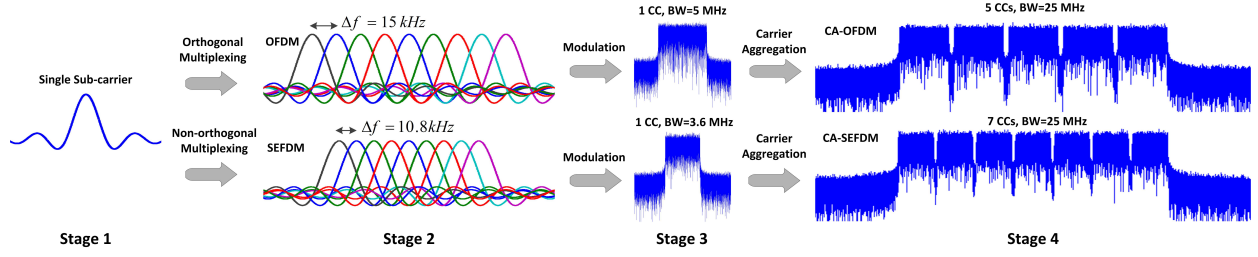 Single Sub-carrier
Orthogonal
Multiplexing
Non-orthogonal
Multiplexing
Δf = 15 kHz
OFDM
Δf = 10.8kHz
SEFDM
Modulation
Modulation
1 CC, BW=5 MHz
1 CC, BW=3.6 MHz
Carrier
Aggregation
Carrier
Aggregation
5 CCs, BW=25 MHz
CA-OFDM
7 CCs, BW=25 MHz
CA-SEFDM
Stage 1
Stage 2
Stage 3
Stage 4